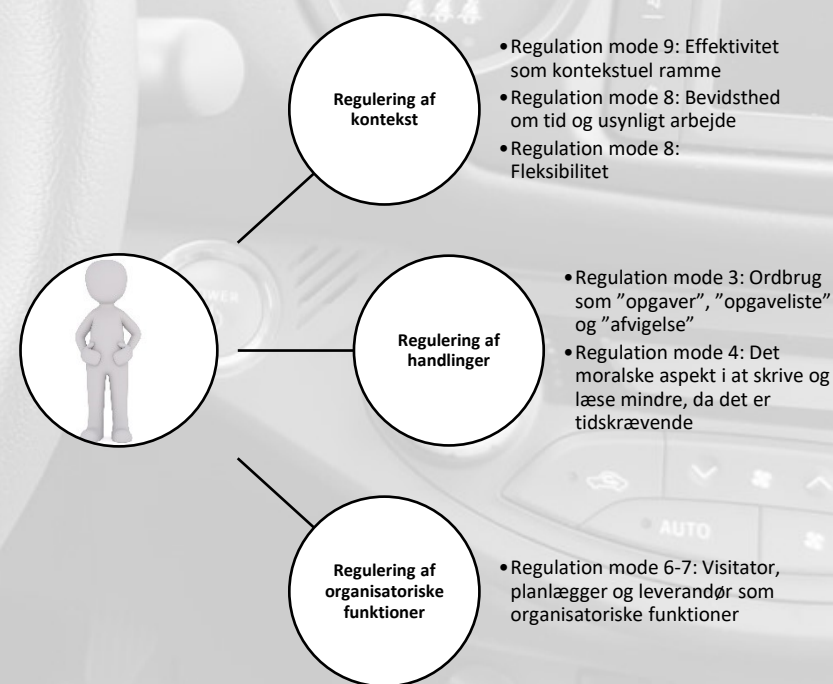 Regulering af
kontekst
•Regulation mode 9: Effektivitet
som kontekstuel ramme
•Regulation mode 8: Bevidsthed
om tid og usynligt arbejde
•Regulation mode 8:
Fleksibilitet
Regulering af
handlinger
•Regulation mode 3: Ordbrug
som ”opgaver”, ”opgaveliste”
og ”afvigelse”
•Regulation mode 4: Det
moralske aspekt i at skrive og
læse mindre, da det er
tidskrævende
AUTO
Regulering af
organisatoriske
funktioner
•Regulation mode 6-7: Visitator,
planlægger og leverandør som
organisatoriske funktioner